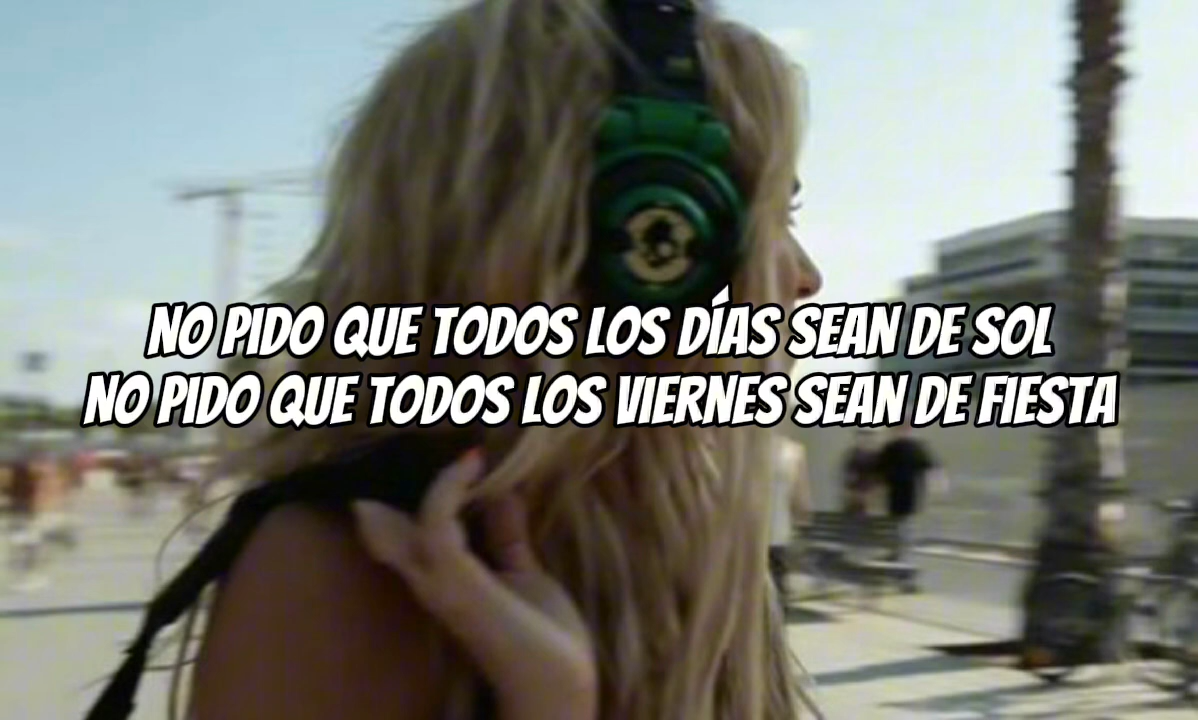 NO PIDO QUE TODOS LOS DÍAS SEAN DE SOL
NO PIDO QUE TODOS LOS VIERNES SEAN DE FIESTA